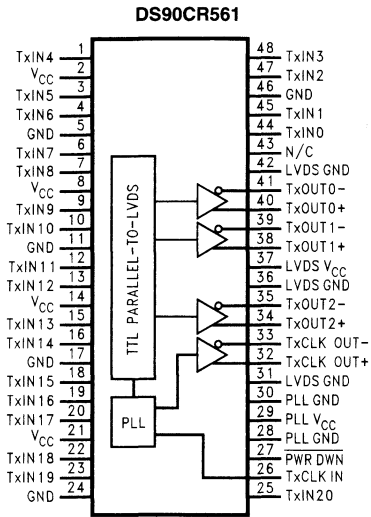 DS90CR561
TxIN4 1
VCC 2
TxIN5 3
TxIN6 4
GND 5
TxIN7 6
TxIN8 7
VCC 8
TxIN9 9
TxIN10 10
GND 11
TxIN11 12
TxIN12 13
VCC 14
TxIN13 15
TxIN14 16
GND 17
TxIN15 18
TxIN16 19
TxIN17 20
VCC 21
TxIN18 22
TxIN19 23
GND 24
TTL PARALLEL-TO-LVDS
PLL
48 TxIN3
47 TxIN2
46 GND
45 TxIN1
44 TxIN0
43 N/C
42 LVDS GND
41 TxOUT0-
40 TxOUT0+
39 TxOUT1-
38 TxOUT1+
37 LVDS VCC
36 LVDS GND
35 TxOUT2-
34 TxOUT2+
33 TxCLK OUT-
32 TxCLK OUT+
31 LVDS GND
30 PLL GND
29 PLL VCC
28 PLL GND
27 PWR DWN
26 TxCLK IN
25 TxIN20